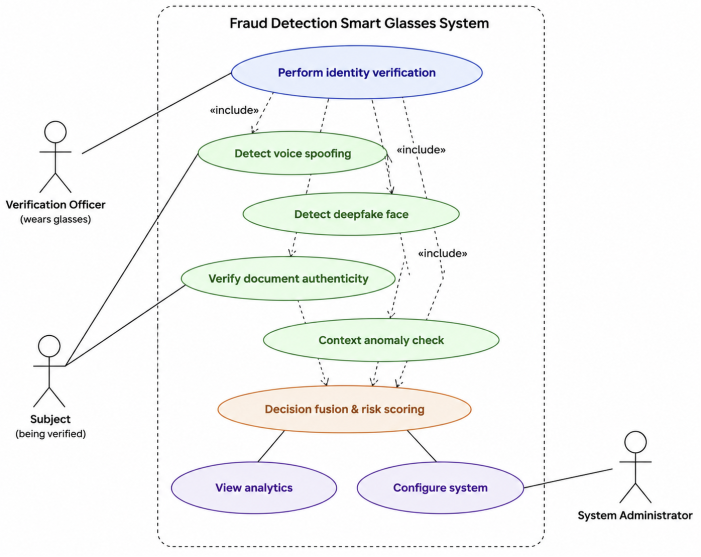 Fraud Detection Smart Glasses System
Perform identity verification
«include»
Detect voice spoofing
«include»
Verification Officer
(wears glasses)
Detect deepfake face
«include»
Verify document authenticity
Context anomaly check
Subject
(being verified)
Decision fusion & risk scoring
View analytics
Configure system
System Administrator